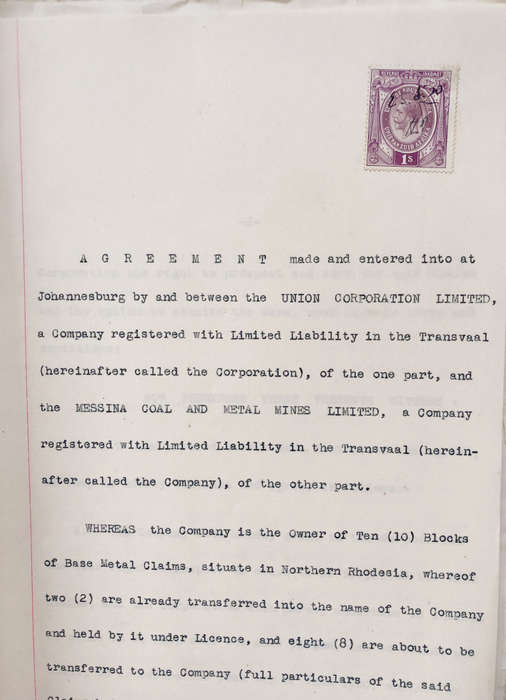 1S
A G R E E M E N T made and entered into at
Johannesburg by and between the UNION CORPORATION LIMITED,
a Company registered with Limited Liability in the Transvaal
(hereinafter called the Corporation), of the one part, and
the MESSINA COAL AND METAL MINES LIMITED, a Company
registered with Limited Liability in the Transvaal (herein-
after called the Company), of the other part.
WHEREAS the Company is the Owner of Ten (10) Blocks
of Base Metal Claims, situate in Northern Rhodesia, whereof
two (2) are already transferred into the name of the Company
and held by it under Licence, and eight (8) are about to be
transferred to the Company (full particulars of the said